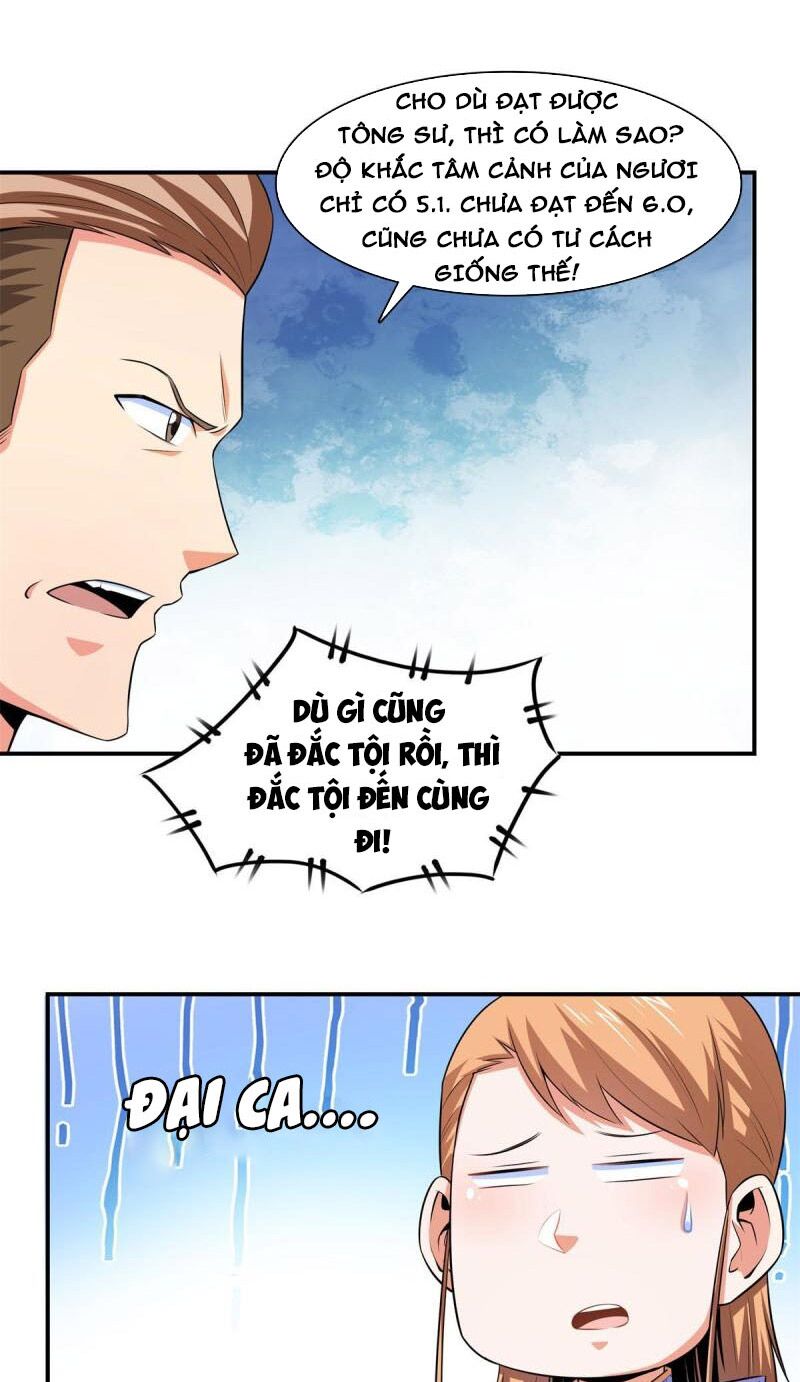 CHO DÙ ĐẠT ĐƯỢC
TÔNG SƯ, THÌ CÓ LÀM SAO?
ĐỘ KHẮC TÂM CẢNH CỦA NGƯƠI
CHỈ CÓ 5.1. CHƯA ĐẠT ĐẾN 6.0,
CŨNG CHƯA CÓ TƯ CÁCH
GIỐNG THẾ!
DÙ GÌ CŨNG
ĐÃ ĐẮC TỘI RỒI, THÌ
ĐẮC TỘI ĐẾN CÙNG
ĐI!
ĐẠI CA....